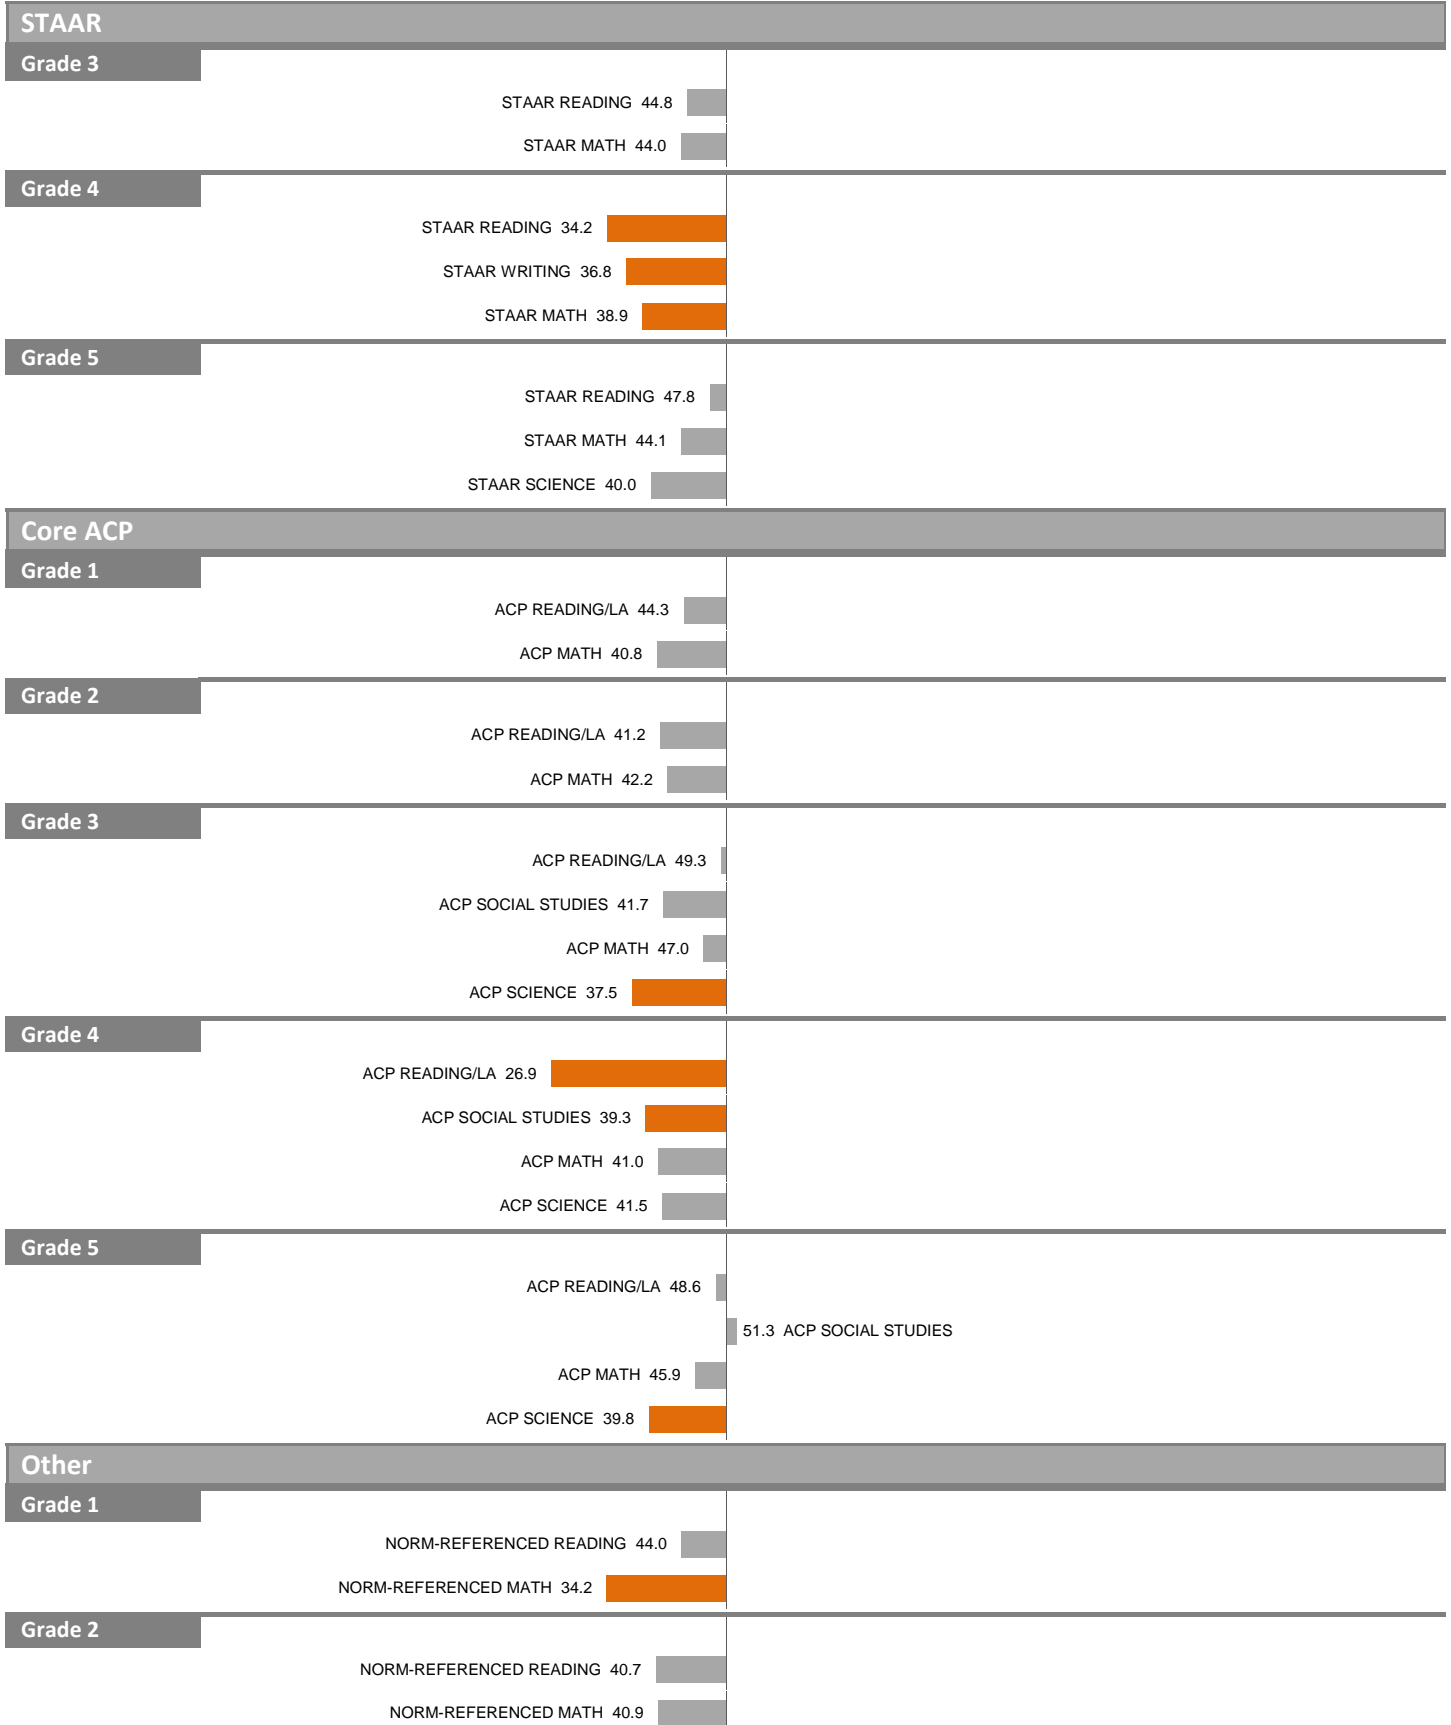 STAAR
Grade 3
STAAR READING 44.8
STAAR MATH 44.0
Grade 4
STAAR READING 34.2
STAAR WRITING 36.8
STAAR MATH 38.9
Grade 5
STAAR READING 47.8
STAAR MATH 44.1
STAAR SCIENCE 40.0
Core ACP
Grade 1
ACP READING/LA 44.3
ACP MATH 40.8
Grade 2
ACP READING/LA 41.2
ACP MATH 42.2
Grade 3
ACP READING/LA 49.3
ACP SOCIAL STUDIES 41.7
ACP MATH 47.0
ACP SCIENCE 37.5
Grade 4
ACP READING/LA 26.9
ACP SOCIAL STUDIES 39.3
ACP MATH 41.0
ACP SCIENCE 41.5
Grade 5
ACP READING/LA 48.6
51.3 ACP SOCIAL STUDIES
ACP MATH 45.9
ACP SCIENCE 39.8
Other
Grade 1
NORM-REFERENCED READING 44.0
NORM-REFERENCED MATH 34.2
Grade 2
NORM-REFERENCED READING 40.7
NORM-REFERENCED MATH 40.9